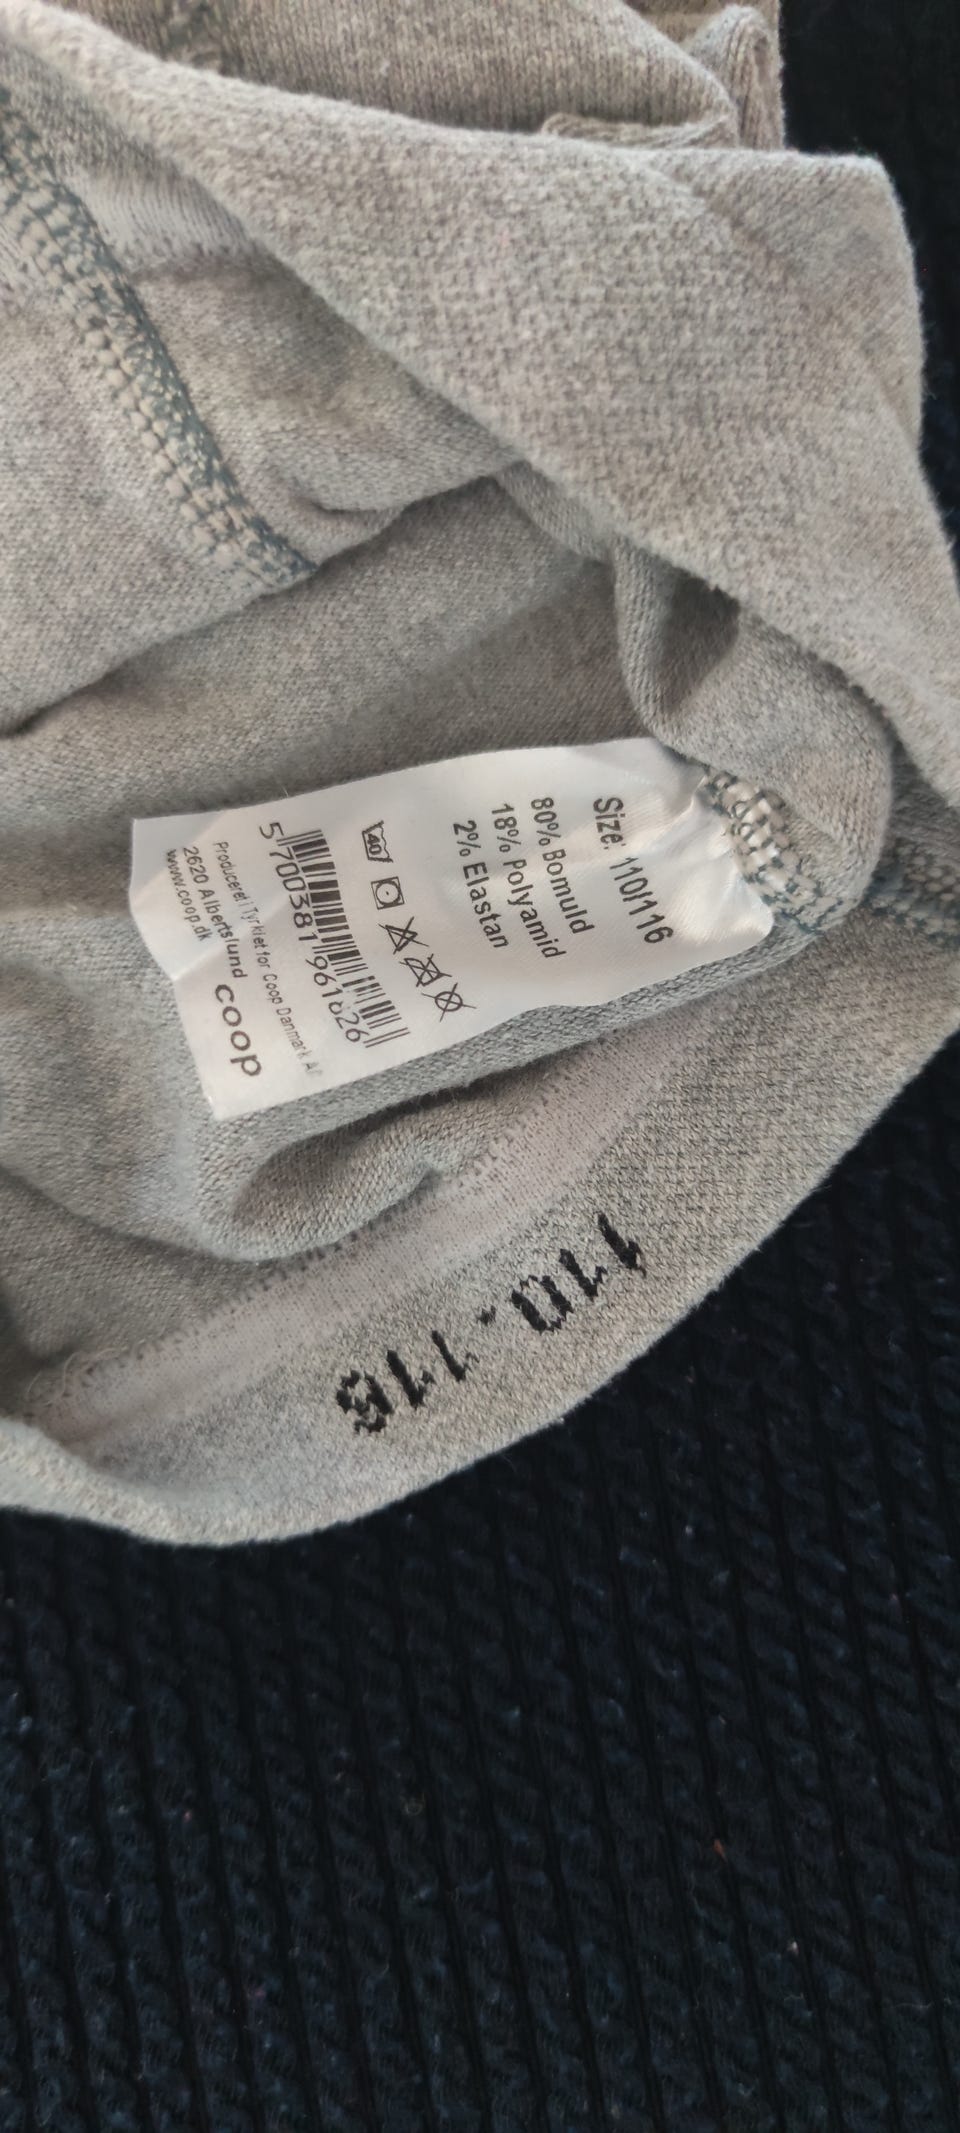 Size: 110/116
80% Bomuld
18% Polyamid
2% Elastan
40
5 700381 961626
Produceret i Tyrkiet for Coop Danmark
2620 Albertslund
www.coop.dk
coop
110-116